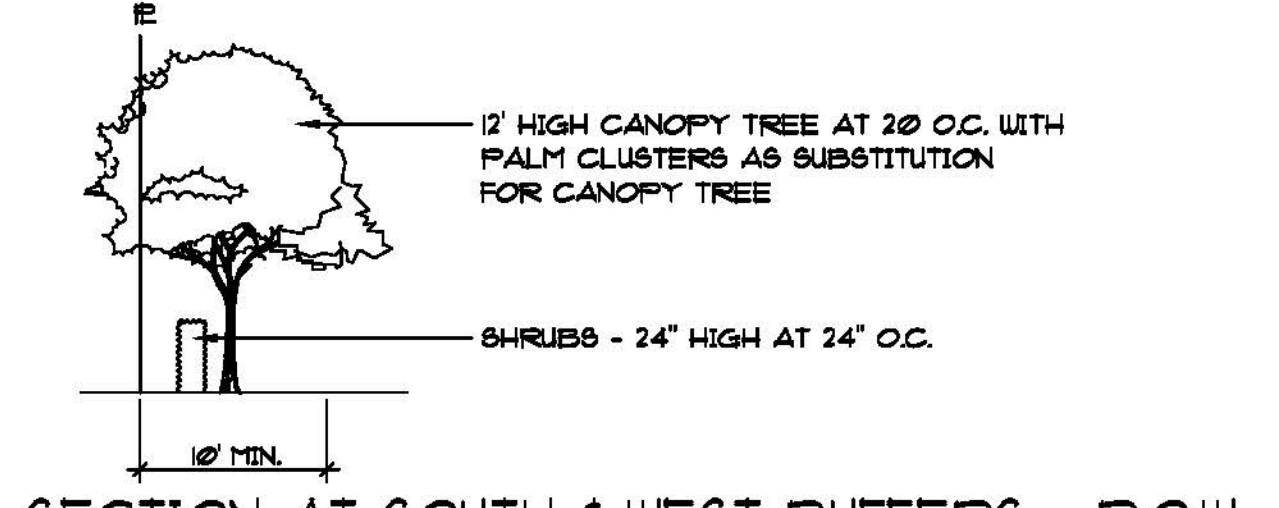 PL
12' HIGH CANOPY TREE AT 20 O.C. WITH
PALM CLUSTERS AS SUBSTITUTION
FOR CANOPY TREE
SHRUBS - 24" HIGH AT 24" O.C.
10' MIN.
SECTION AT SOUTH & WEST BUFFERS - R.O.W.